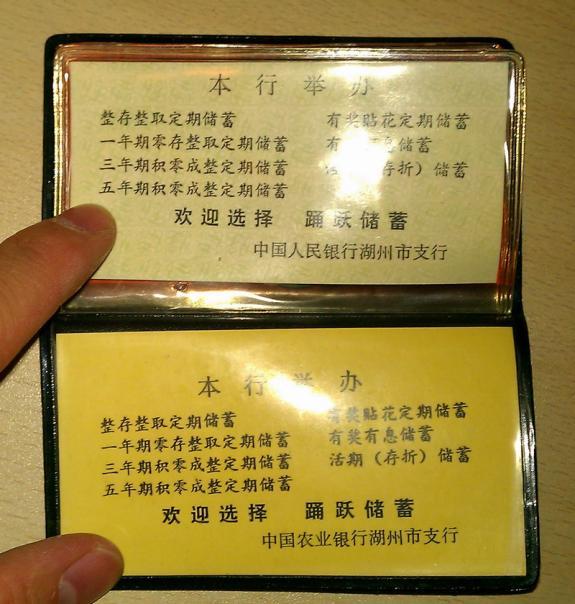 本行举办
整存整取定期储蓄 有奖贴花定期储蓄
一年期零存整取定期储蓄 有 息储蓄
三年期积零成整定期储蓄 活 (存折)储蓄
五年期积零成整定期储蓄
欢迎选择 踊跃储蓄
中国人民银行湖州市支行
本行举办
整存整取定期储蓄 有奖贴花定期储蓄
一年期零存整取定期储蓄 有奖有息储蓄
三年期积零成整定期储蓄 活期(存折)储蓄
五年期积零成整定期储蓄
欢迎选择 踊跃储蓄
中国农业银行湖州市支行